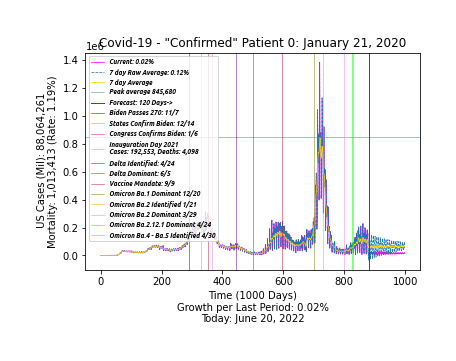 Covid-19 - "Confirmed" Patient 0: January 21, 2020
1e6
1.4
1.2
1.0
0.8
0.6
0.4
0.2
0.0
US Cases (Mil): 88,064,261
Mortality: 1,013,413 (Rate: 1.19%)
Current: 0.02%
7 day Raw Average: 0.12%
7 day Average
Peak average 845,680
Forecast: 120 Days->
Biden Passes 270: 11/7
States Confirm Biden: 12/14
Congress Confirms Biden: 1/6
Inauguration Day 2021
Cases: 192,553, Deaths: 4,098
Delta Identified: 4/24
Delta Dominant: 6/5
Vaccine Mandate: 9/9
Omicron Ba.1 Dominant 12/20
Omicron Ba.2 Identified 1/21
Omicron Ba.2 Dominant 3/29
Omicron Ba.2.12.1 Dominant 4/24
Omicron Ba.4 - Ba.5 Identified 4/30
0 200 400 600 800 1000
Time (1000 Days)
Growth per Last Period: 0.02%
Today: June 20, 2022